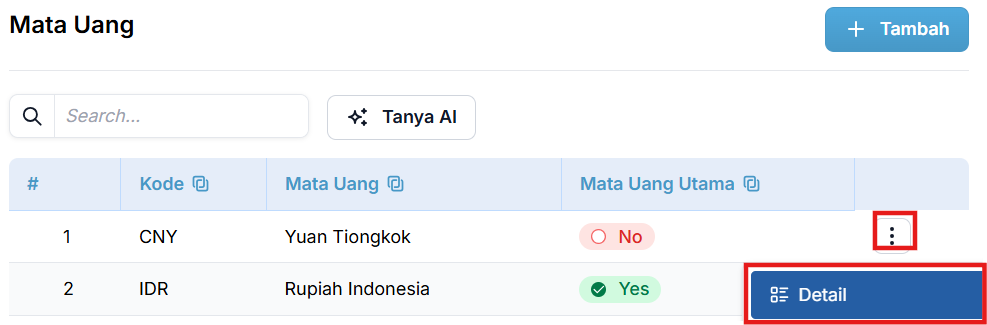 Mata Uang
Tambah
Search...
Tanya AI
# Kode Mata Uang Mata Uang Utama
1 CNY Yuan Tiongkok No
2 IDR Rupiah Indonesia Yes
Detail